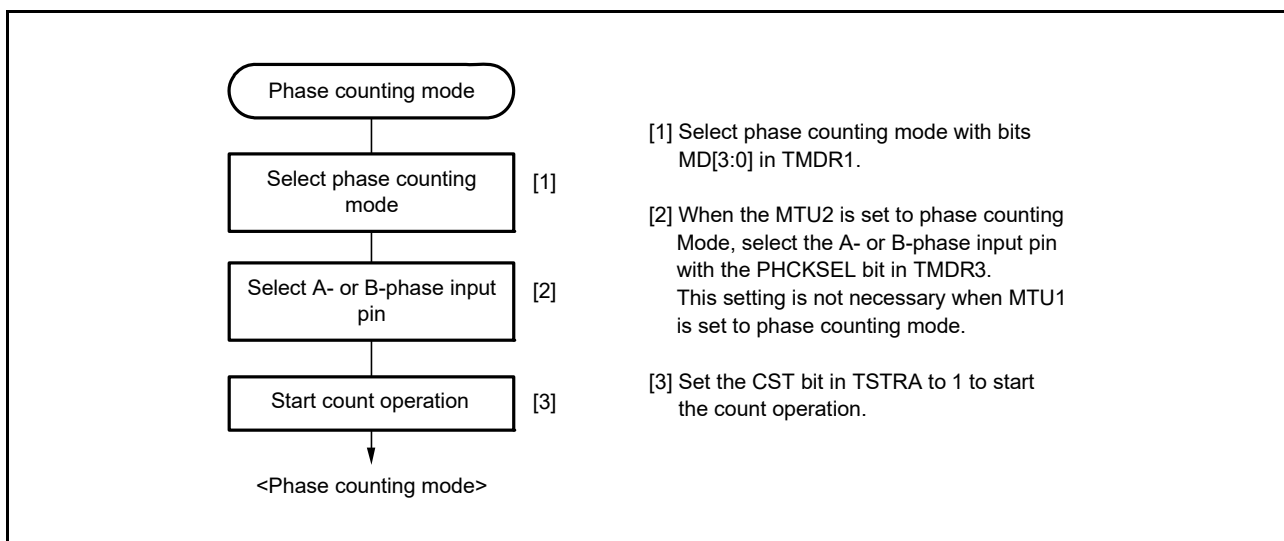 Phase counting mode
Select phase counting
mode
[1]
Select A- or B-phase input
pin
[2]
Start count operation
[3]
<Phase counting mode>
[1] Select phase counting mode with bits
MD[3:0] in TMDR1.
[2] When the MTU2 is set to phase counting
Mode, select the A- or B-phase input pin
with the PHCKSEL bit in TMDR3.
This setting is not necessary when MTU1
is set to phase counting mode.
[3] Set the CST bit in TSTRA to 1 to start
the count operation.